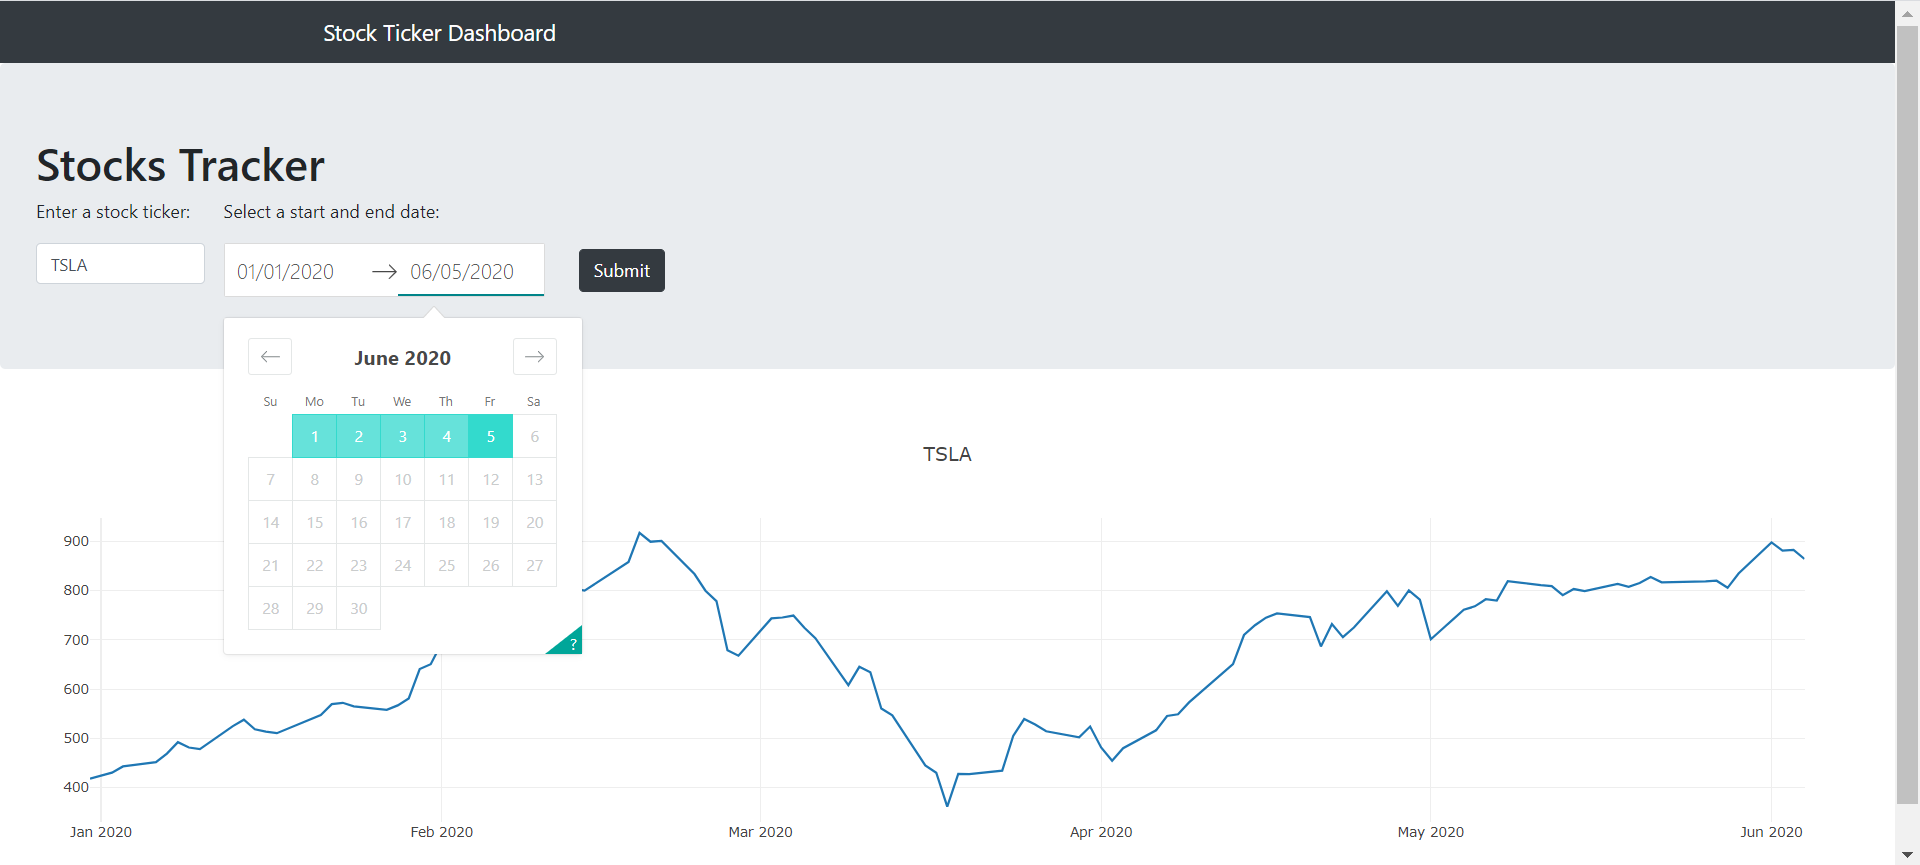 Stock Ticker Dashboard
Stocks Tracker
Enter a stock ticker: Select a start and end date:
TSLA 01/01/2020 06/05/2020 Submit
June 2020
Su Mo Tu We Th Fr Sa
1 2 3 4 5 6
7 8 9 10 11 12 13
14 15 16 17 18 19 20
21 22 23 24 25 26 27
28 29 30
?
TSLA
900
800
700
600
500
400
Jan 2020 Feb 2020 Mar 2020 Apr 2020 May 2020 Jun 2020